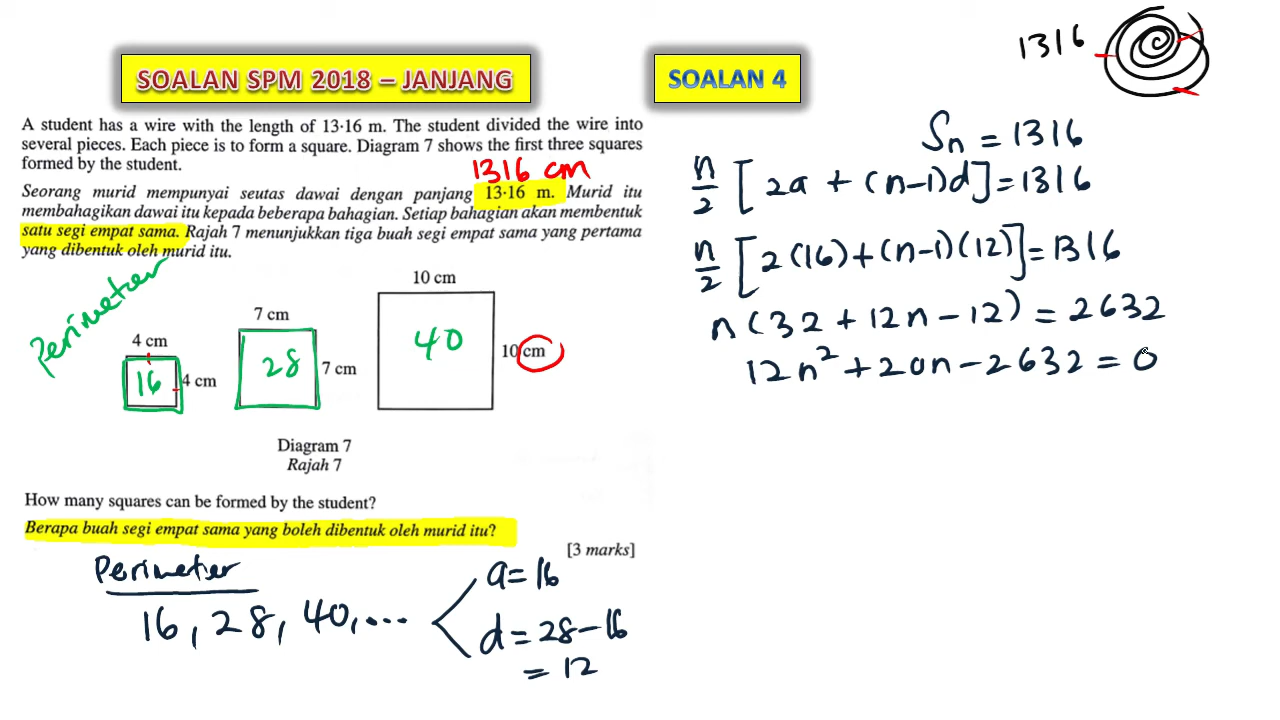 SOALAN SPM 2018 – JANJANG
SOALAN 4
1316
A student has a wire with the length of 13·16 m. The student divided the wire into
several pieces. Each piece is to form a square. Diagram 7 shows the first three squares
formed by the student.
1316 cm
Seorang murid mempunyai seutas dawai dengan panjang 13·16 m. Murid itu
membahagikan dawai itu kepada beberapa bahagian. Setiap bahagian akan membentuk
satu segi empat sama. Rajah 7 menunjukkan tiga buah segi empat sama yang pertama
yang dibentuk oleh murid itu.
Perimeter
4 cm
16
4 cm
7 cm
28
7 cm
10 cm
40
10 cm
Diagram 7
Rajah 7
How many squares can be formed by the student?
Berapa buah segi empat sama yang boleh dibentuk oleh murid itu?
[3 marks]
Perimeter
16, 28, 40, ...
a = 16
d = 28 – 16
= 12
Sn = 1316
n/2 [2a + (n–1)d] = 1316
n/2 [2(16) + (n–1)(12)] = 1316
n(32 + 12n – 12) = 2632
12n² + 20n – 2632 = 0